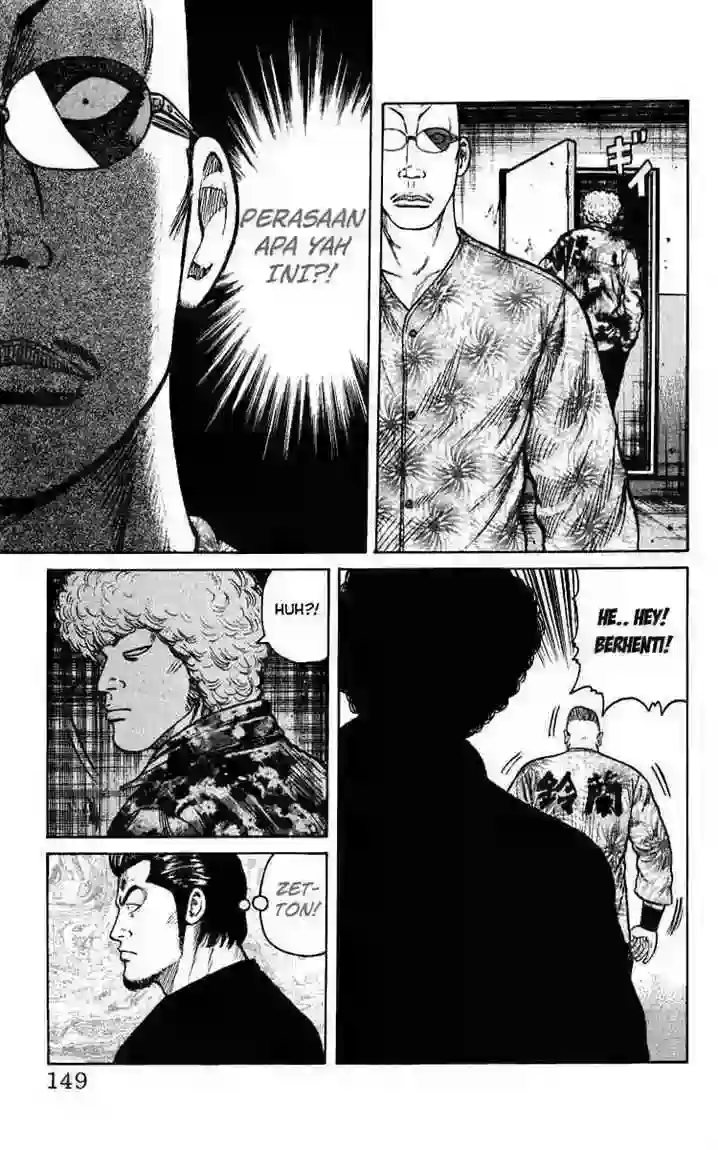 ギィ
PERASAAN
APA YAH
INI?!
HE.. HEY!
BERHENTI!
鈴蘭
HUH?!
ZET-
TON!
149